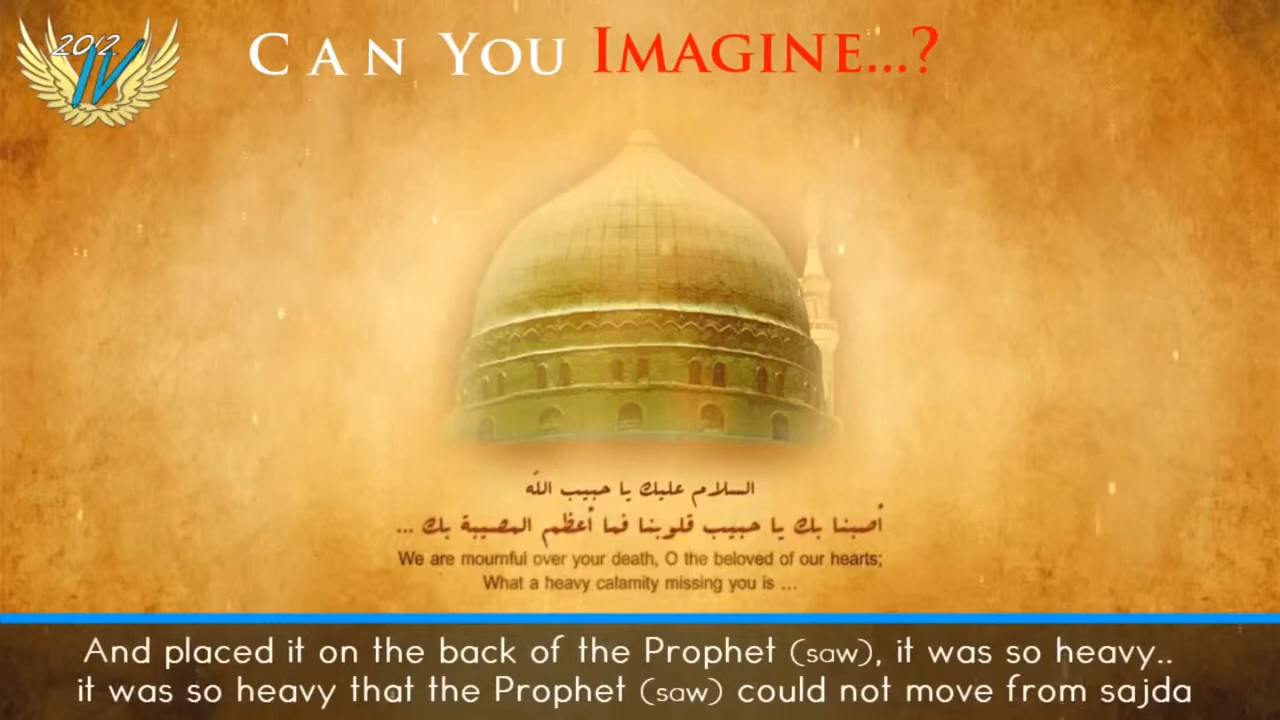 2012
IV
CAN YOU IMAGINE...?
السلام عليك يا حبيب الله
أصبنا بك يا حبيب قلوبنا فما أعظم المصيبة بك ...
We are mournful over your death, O the beloved of our hearts;
What a heavy calamity missing you is ...
And placed it on the back of the Prophet (saw), it was so heavy..
it was so heavy that the Prophet (saw) could not move from sajda